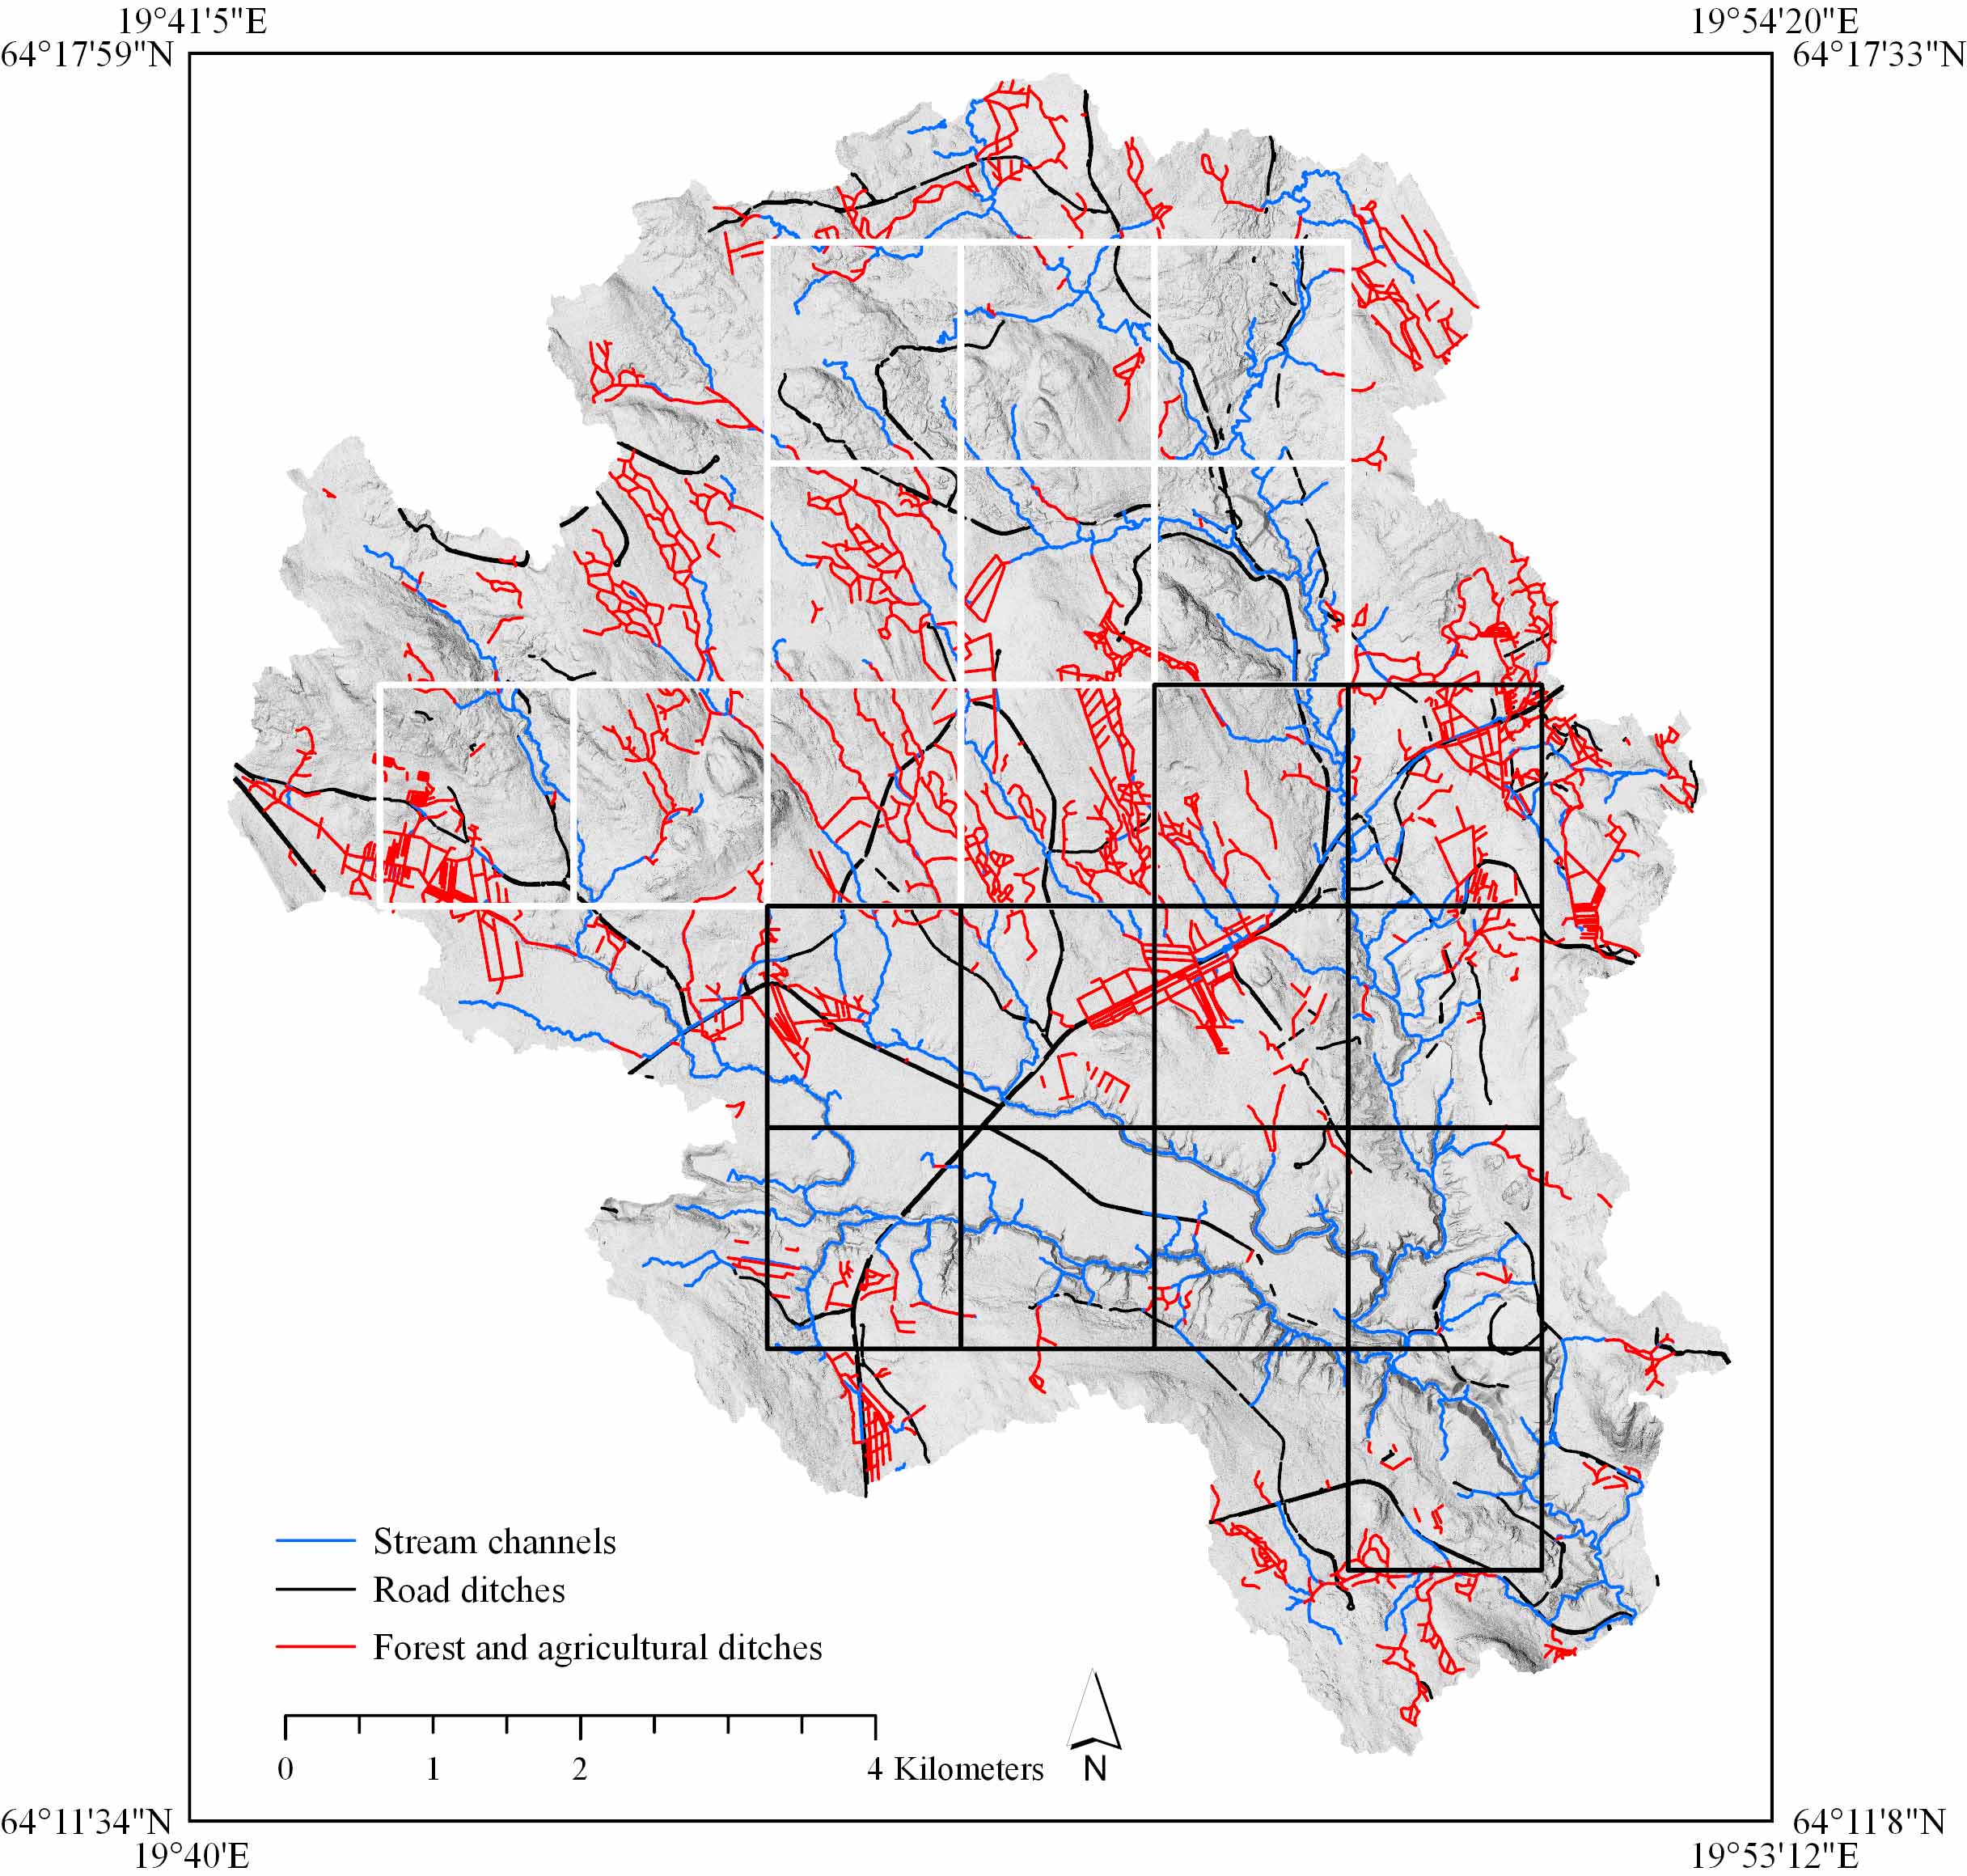 19°41'5"E
19°54'20"E
64°17'59"N
64°17'33"N
Stream channels
Road ditches
Forest and agricultural ditches
0 1 2 4 Kilometers
N
64°11'34"N
64°11'8"N
19°40'E
19°53'12"E